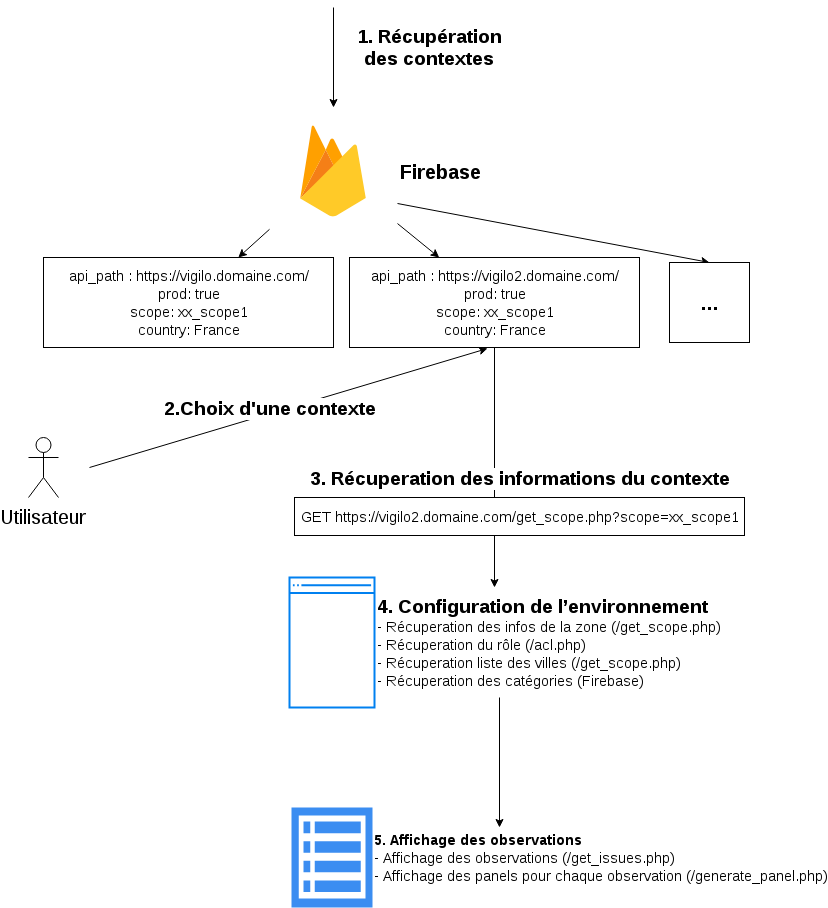 1. Récupération
des contextes
Firebase
api_path : https://vigilo.domaine.com/
prod: true
scope: xx_scope1
country: France
api_path : https://vigilo2.domaine.com/
prod: true
scope: xx_scope1
country: France
...
2.Choix d'une contexte
Utilisateur
3. Récuperation des informations du contexte
GET https://vigilo2.domaine.com/get_scope.php?scope=xx_scope1
4. Configuration de l’environnement
- Récuperation des infos de la zone (/get_scope.php)
- Récuperation du rôle (/acl.php)
- Récuperation liste des villes (/get_scope.php)
- Récuperation des catégories (Firebase)
5. Affichage des observations
- Affichage des observations (/get_issues.php)
- Affichage des panels pour chaque observation (/generate_panel.php)